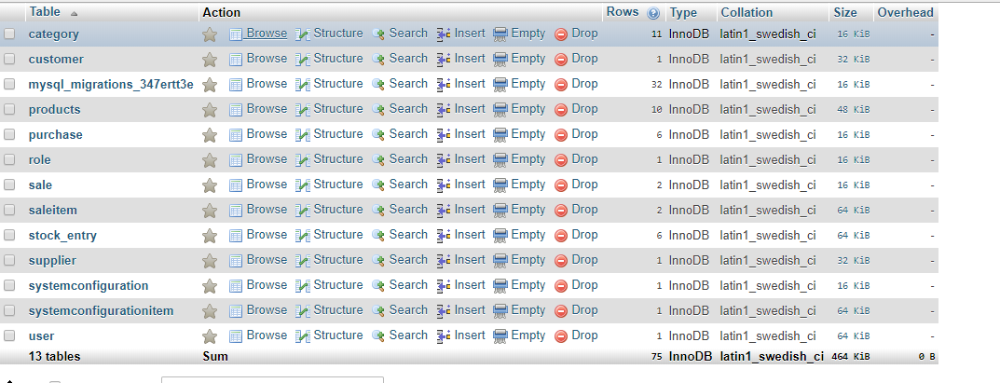 Table Action Rows Type Collation Size Overhead
category Browse Structure Search Insert Empty Drop 11 InnoDB latin1_swedish_ci 16 KiB -
customer Browse Structure Search Insert Empty Drop 1 InnoDB latin1_swedish_ci 32 KiB -
mysql_migrations_347ertt3e Browse Structure Search Insert Empty Drop 32 InnoDB latin1_swedish_ci 16 KiB -
products Browse Structure Search Insert Empty Drop 10 InnoDB latin1_swedish_ci 48 KiB -
purchase Browse Structure Search Insert Empty Drop 6 InnoDB latin1_swedish_ci 16 KiB -
role Browse Structure Search Insert Empty Drop 1 InnoDB latin1_swedish_ci 16 KiB -
sale Browse Structure Search Insert Empty Drop 2 InnoDB latin1_swedish_ci 16 KiB -
saleitem Browse Structure Search Insert Empty Drop 2 InnoDB latin1_swedish_ci 64 KiB -
stock_entry Browse Structure Search Insert Empty Drop 6 InnoDB latin1_swedish_ci 64 KiB -
supplier Browse Structure Search Insert Empty Drop 1 InnoDB latin1_swedish_ci 32 KiB -
systemconfiguration Browse Structure Search Insert Empty Drop 1 InnoDB latin1_swedish_ci 16 KiB -
systemconfigurationitem Browse Structure Search Insert Empty Drop 1 InnoDB latin1_swedish_ci 64 KiB -
user Browse Structure Search Insert Empty Drop 1 InnoDB latin1_swedish_ci 64 KiB -
13 tables Sum 75 InnoDB latin1_swedish_ci 464 KiB 0 B